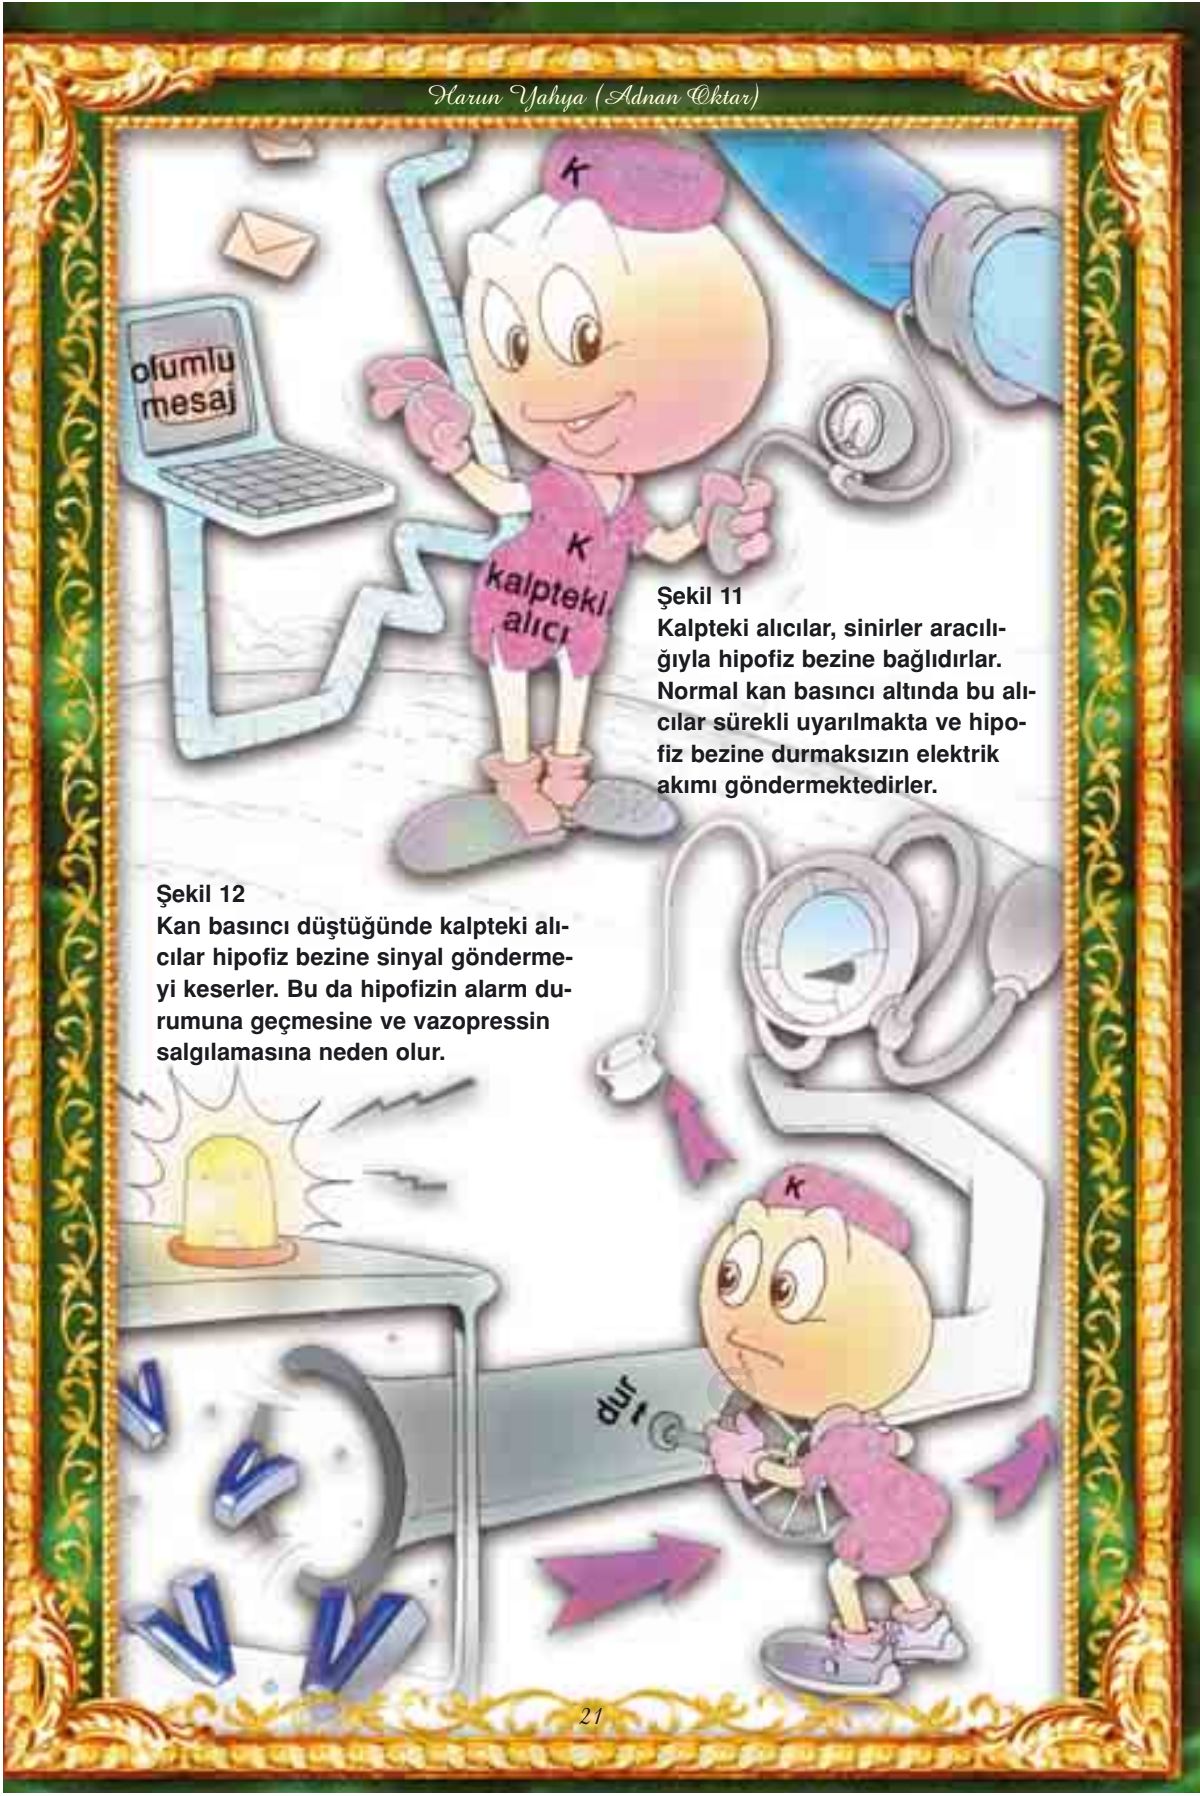 Harun Yahya (Adnan Oktar)
K
olumlu
mesaj
K
kalpteki
alıcı
Şekil 11
Kalpteki alıcılar, sinirler aracılı-
ğıyla hipofiz bezine bağlıdırlar.
Normal kan basıncı altında bu alı-
cılar sürekli uyarılmakta ve hipo-
fiz bezine durmaksızın elektrik
akımı göndermektedirler.
Şekil 12
Kan basıncı düştüğünde kalpteki alı-
cılar hipofiz bezine sinyal gönderme-
yi keserler. Bu da hipofizin alarm du-
rumuna geçmesine ve vazopressin
salgılamasına neden olur.
K
dur
V
V
V
V
21